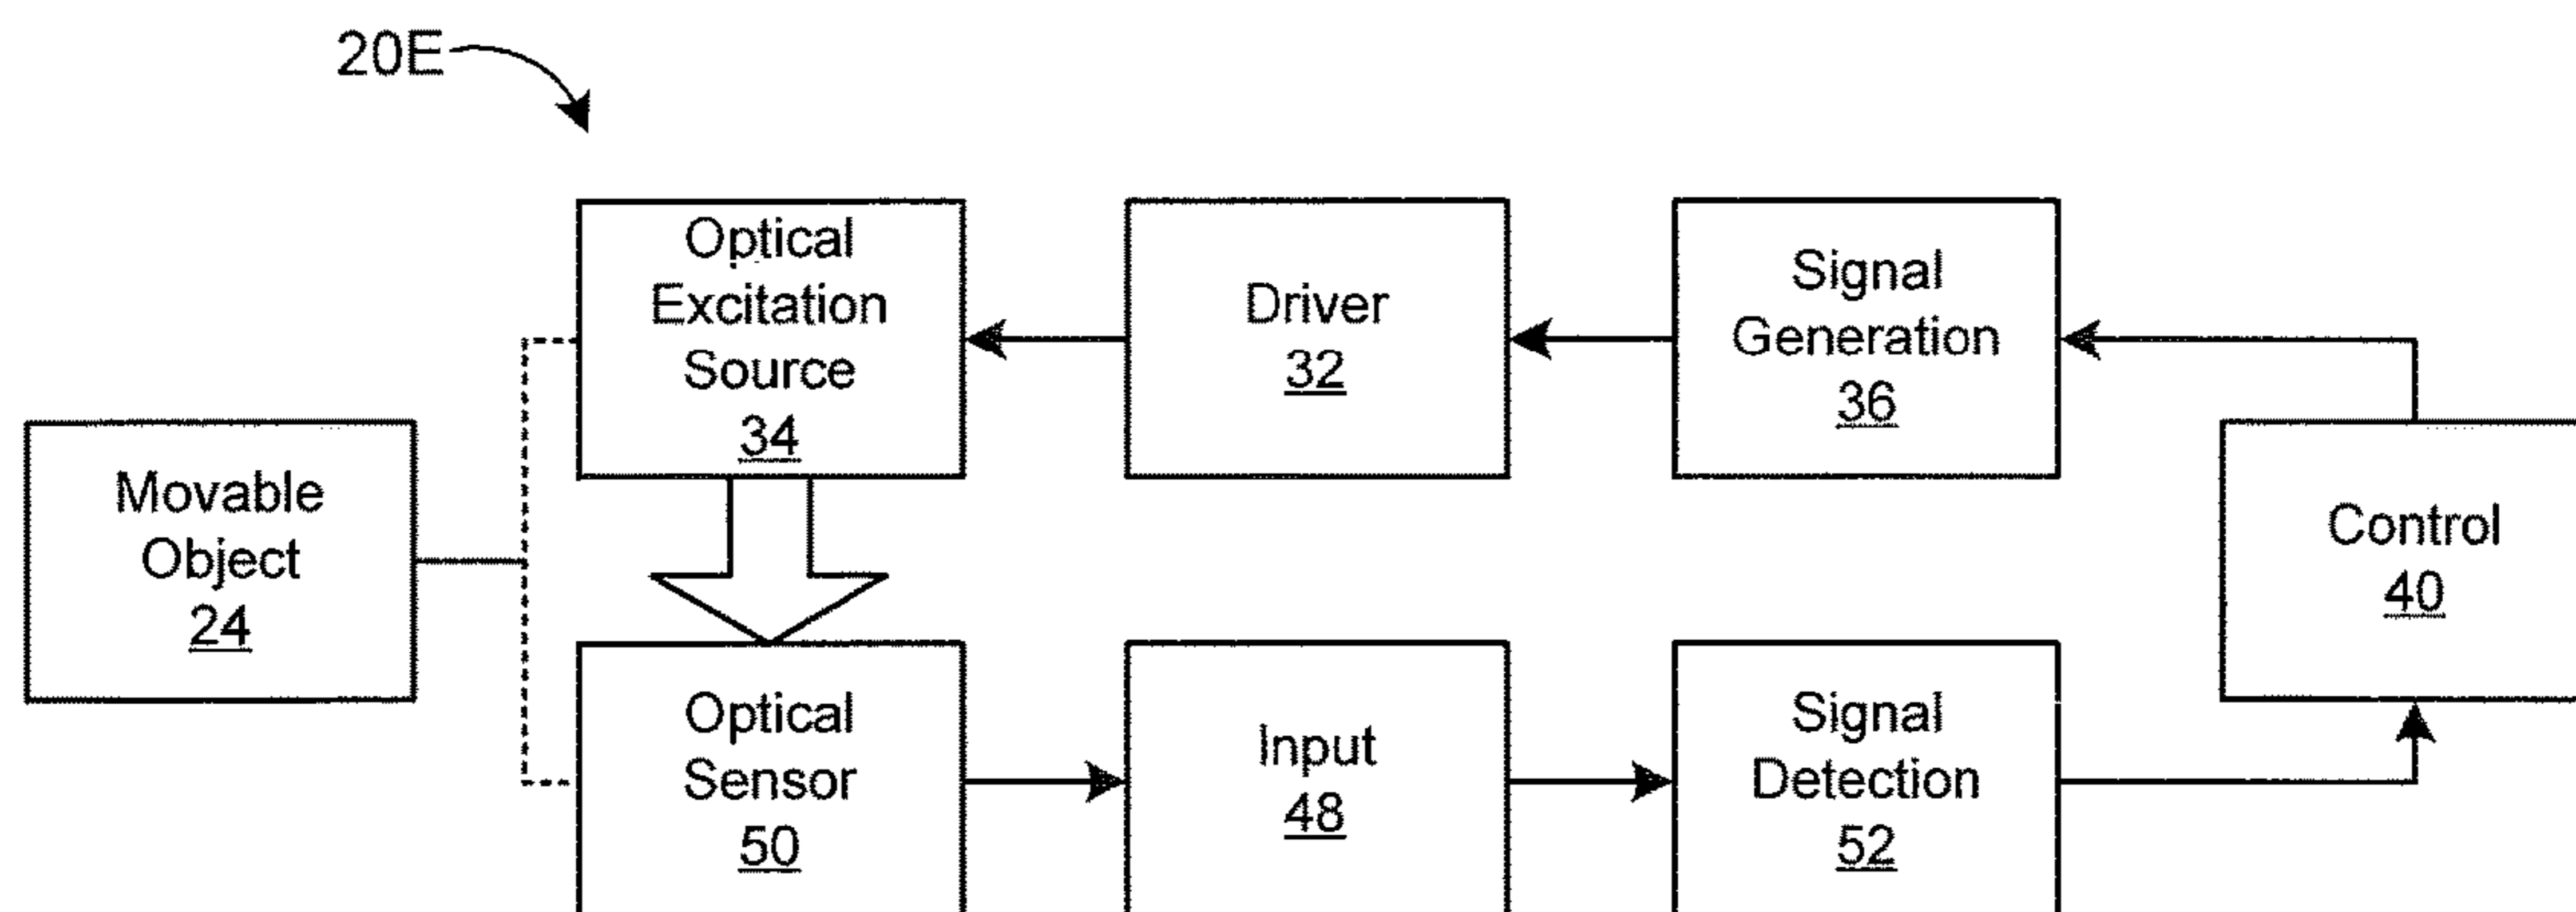 20E
Optical
Excitation
Source
34
Driver
32
Signal
Generation
36
Movable
Object
24
Control
40
Optical
Sensor
50
Input
48
Signal
Detection
52